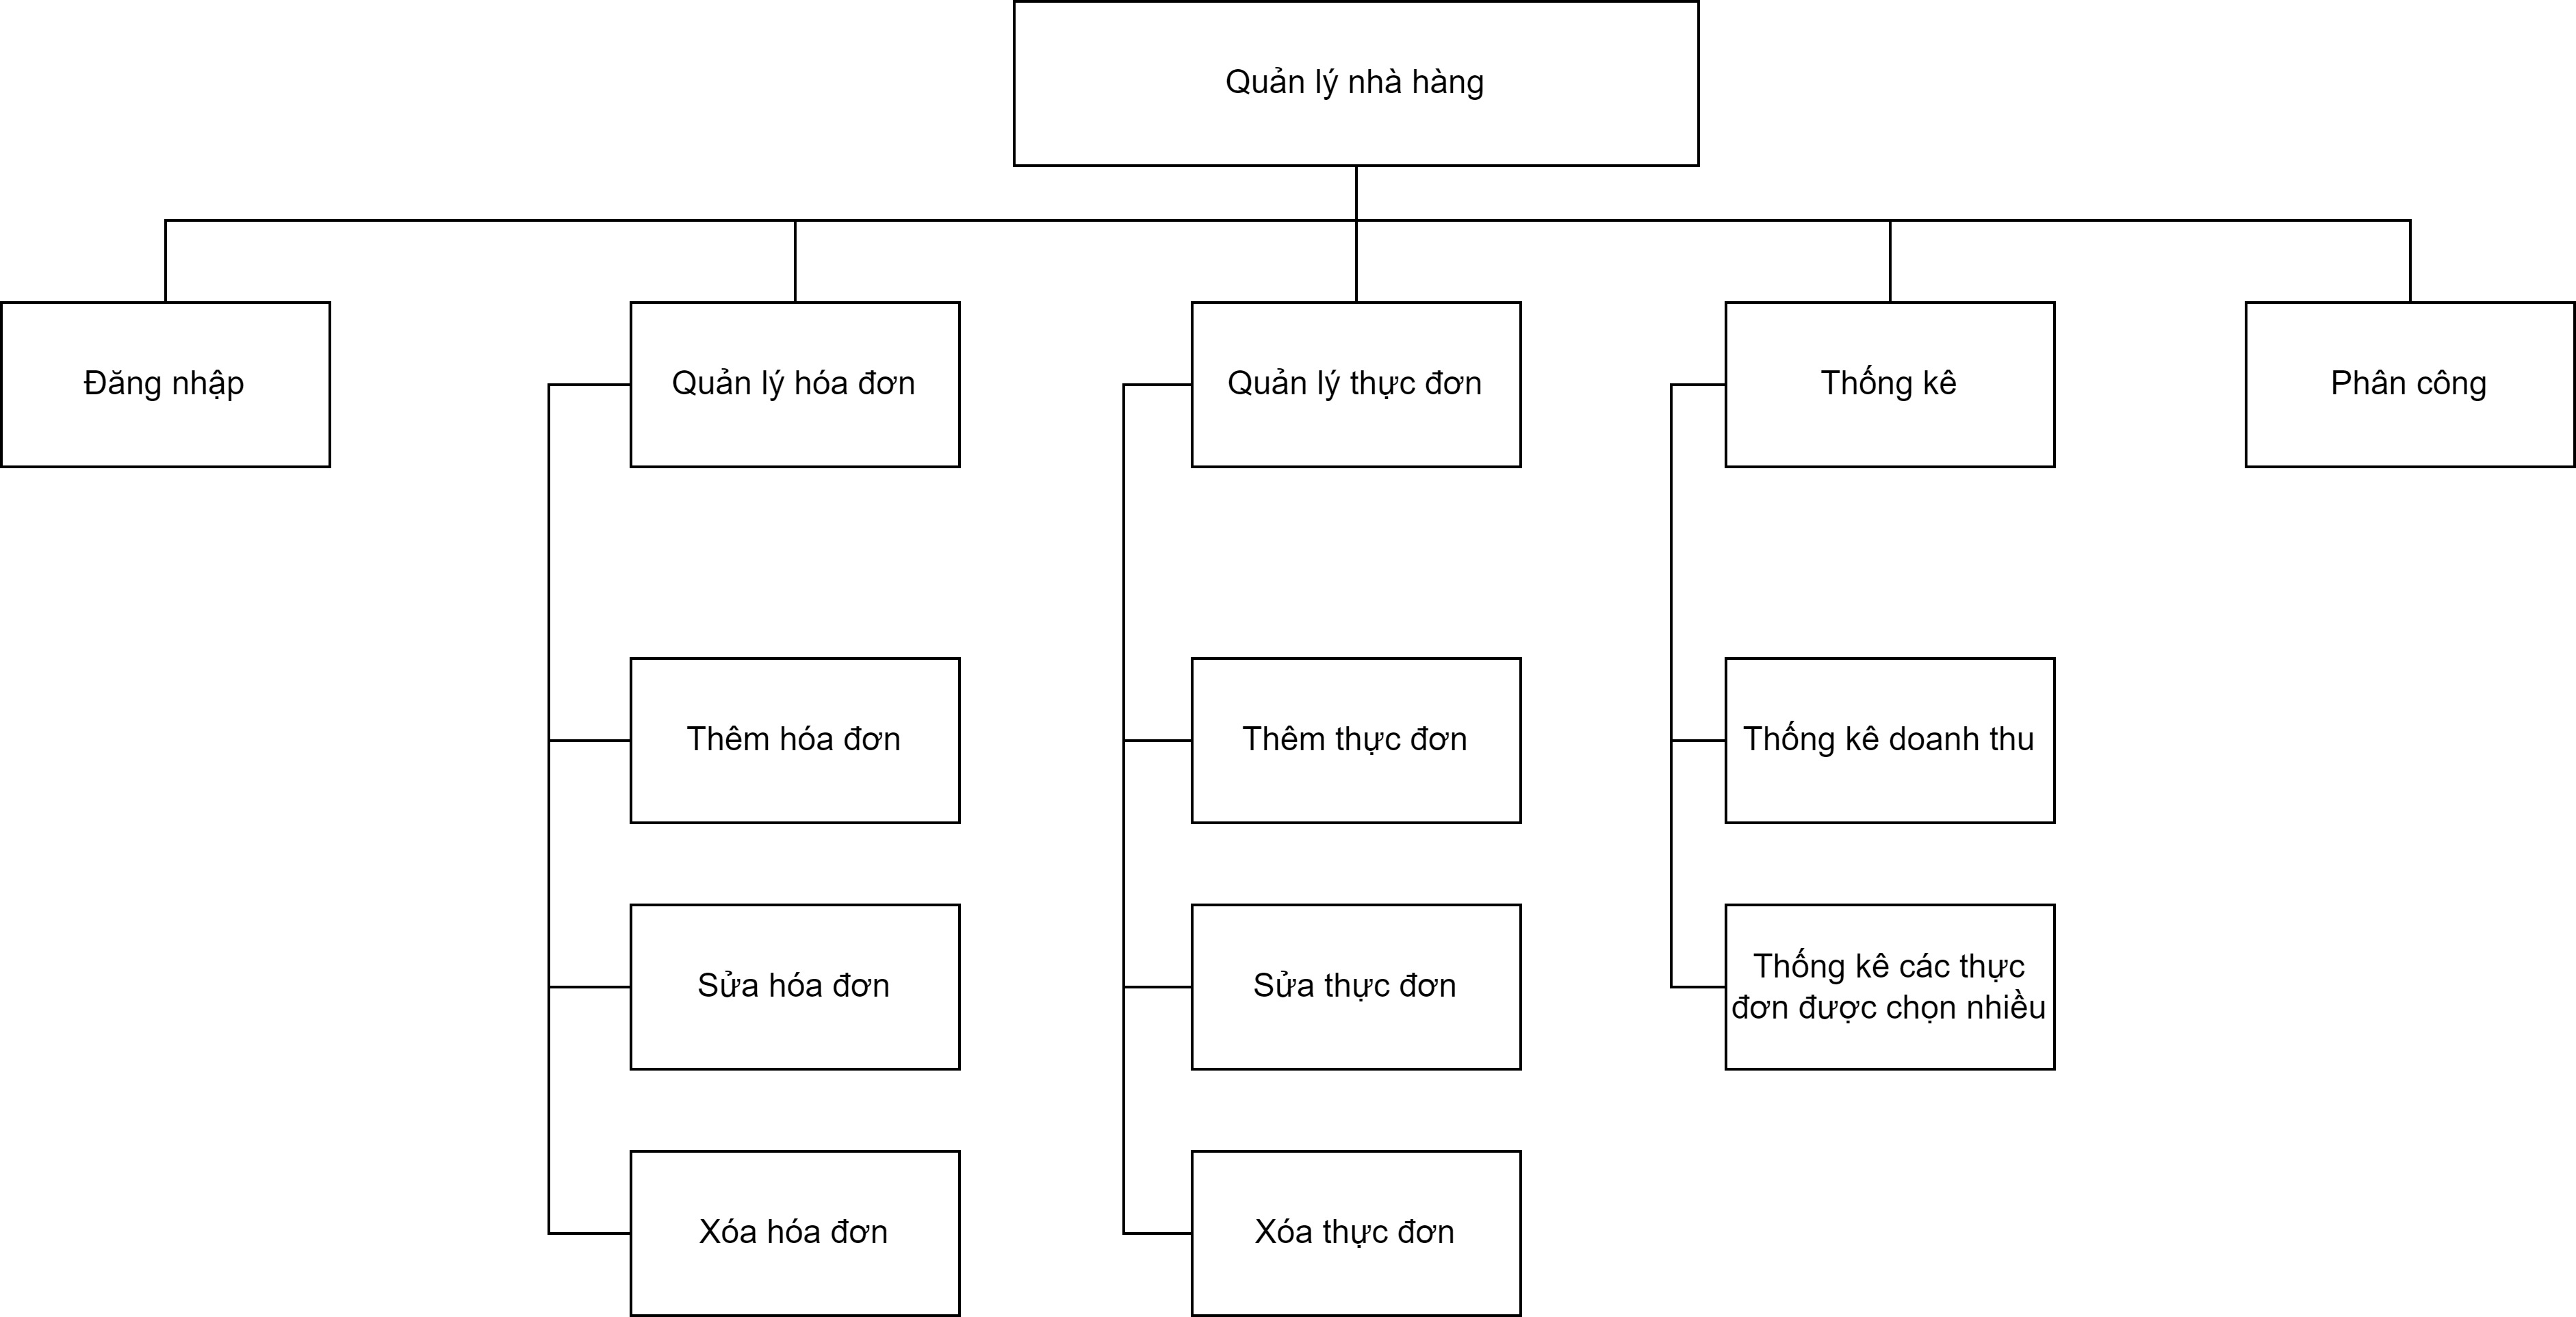 Quản lý nhà hàng
Đăng nhập
Quản lý hóa đơn
Quản lý thực đơn
Thống kê
Phân công
Thêm hóa đơn
Thêm thực đơn
Thống kê doanh thu
Sửa hóa đơn
Sửa thực đơn
Thống kê các thực
đơn được chọn nhiều
Xóa hóa đơn
Xóa thực đơn